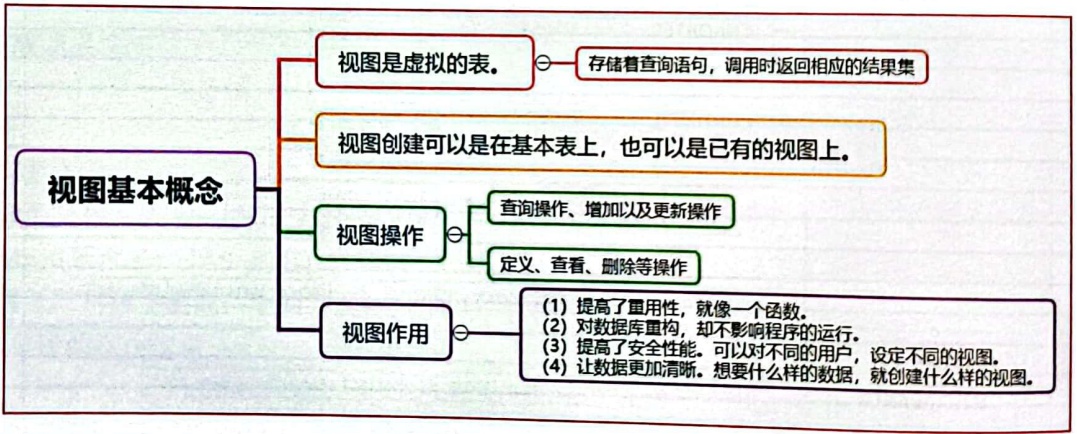 视图是虚拟的表。
存储着查询语句，调用时返回相应的结果集
视图创建可以是在基本表上，也可以是已有的视图上。
视图基本概念
查询操作、增加以及更新操作
视图操作
定义、查看、删除等操作
视图作用
(1) 提高了重用性，就像一个函数。
(2) 对数据库重构，却不影响程序的运行。
(3) 提高了安全性能。可以对不同的用户，设定不同的视图。
(4) 让数据更加清晰。想要什么样的数据，就创建什么样的视图。